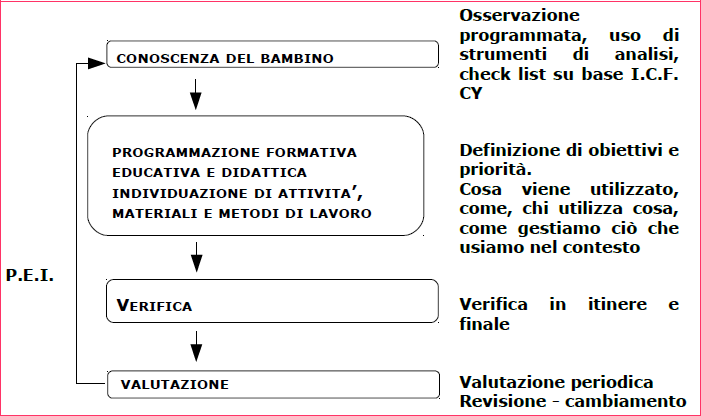 CONOSCENZA DEL BAMBINO
Osservazione
programmata, uso di
strumenti di analisi,
check list su base I.C.F.
CY
PROGRAMMAZIONE FORMATIVA
EDUCATIVA E DIDATTICA
INDIVIDUAZIONE DI ATTIVITA’,
MATERIALI E METODI DI LAVORO
Definizione di obiettivi e
priorità.
Cosa viene utilizzato,
come, chi utilizza cosa,
come gestiamo ciò che
usiamo nel contesto
P.E.I.
VERIFICA
Verifica in itinere e
finale
VALUTAZIONE
Valutazione periodica
Revisione - cambiamento